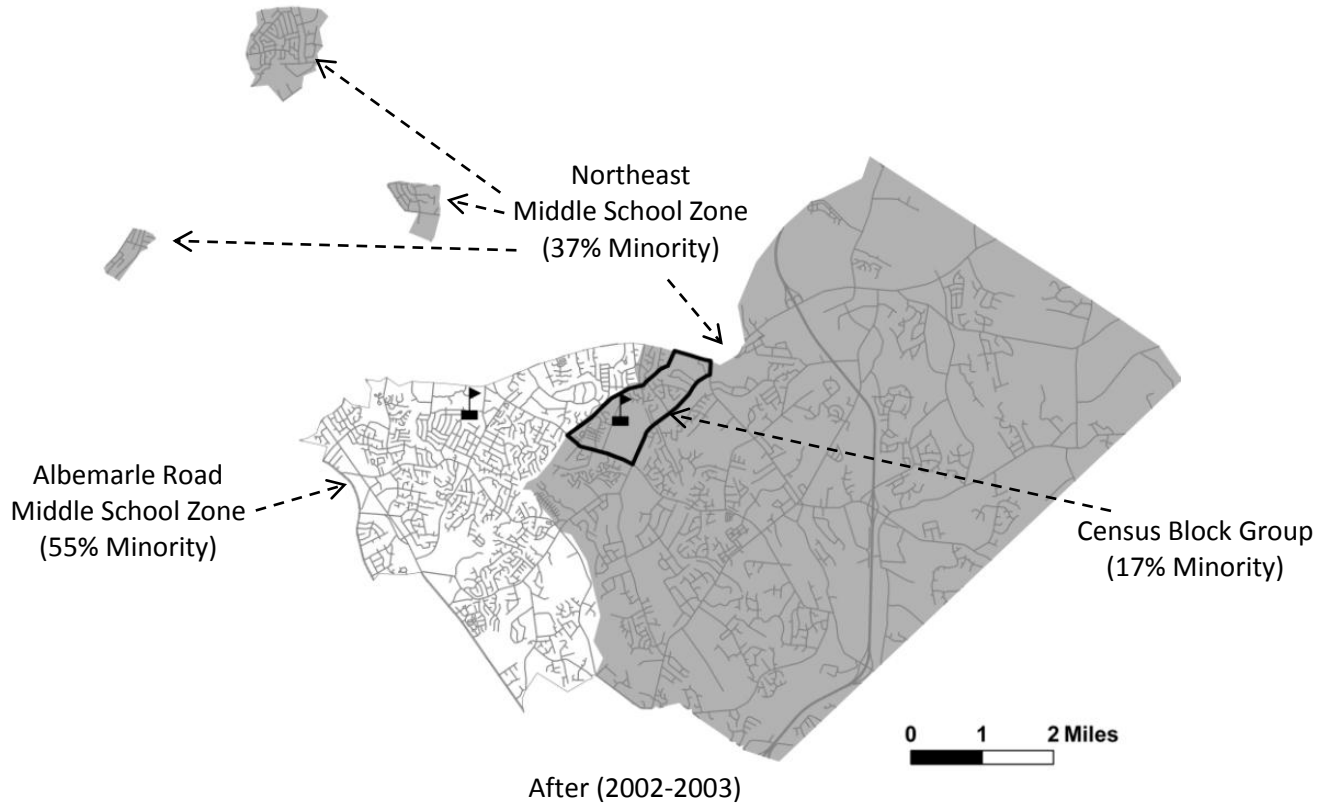 Northeast
Middle School Zone
(37% Minority)
Albemarle Road
Middle School Zone
(55% Minority)
Census Block Group
(17% Minority)
0 1 2 Miles
After (2002-2003)